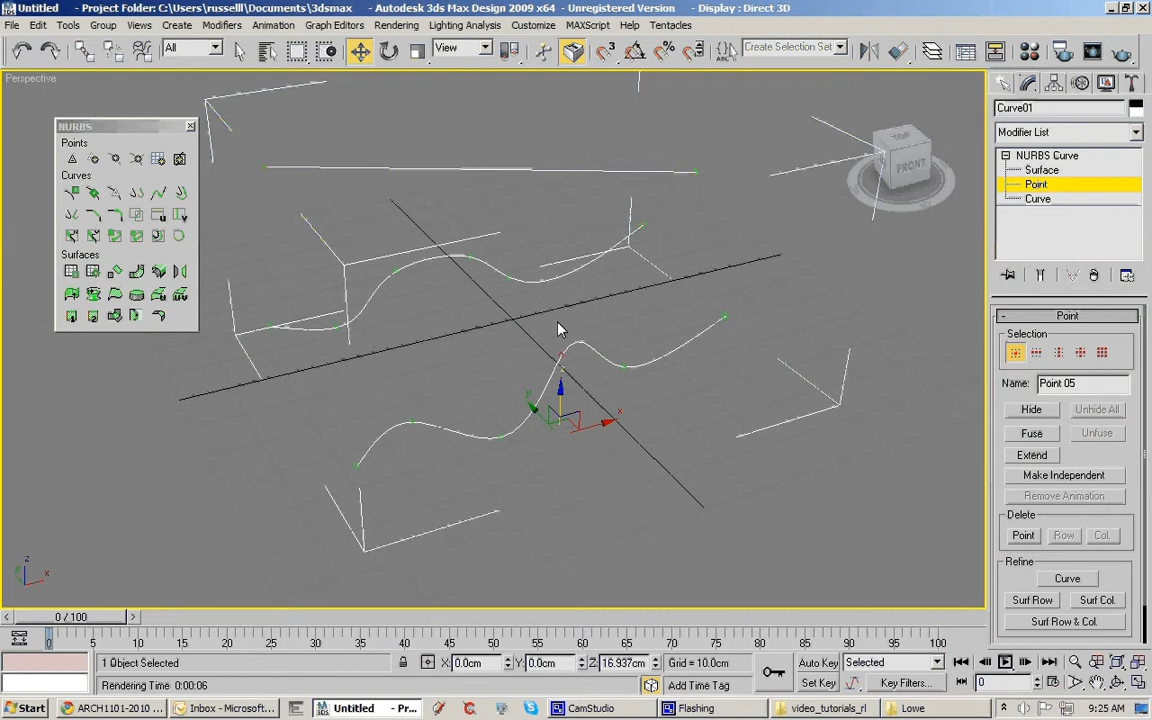 Untitled - Project Folder: C:\Users\russelll\Documents\3dsmax - Autodesk 3ds Max Design 2009 x64 - Unregistered Version - Display : Direct 3D
File Edit Tools Group Views Create Modifiers Animation Graph Editors Rendering Lighting Analysis Customize MAXScript Help Tentacles
All View Create Selection Set
Perspective
NURBS
Points
Curves
Surfaces
FRONT
x
y
z
x
Curve01
Modifier List
NURBS Curve
Surface
Point
Curve
- Point
Selection
Name: Point 05
Hide Unhide All
Fuse Unfuse
Extend
Make Independent
Remove Animation
Delete
Point Row Col.
Refine
Curve
Surf Row Surf Col.
Surf Row & Col.
< 0 / 100 >
0 5 10 15 20 25 30 35 40 45 50 55 60 65 70 75 80 85 90 95 100
1 Object Selected X: 0.0cm Y: 0.0cm Z: 16.937cm Grid = 10.0cm Auto Key Selected
Rendering Time 0:00:06 Add Time Tag Set Key Key Filters... 0
Start ARCH1101-2010 ... Inbox - Microsoft... Untitled - Pr... CamStudio Flashing video_tutorials_rl Lowe 9:25 AM